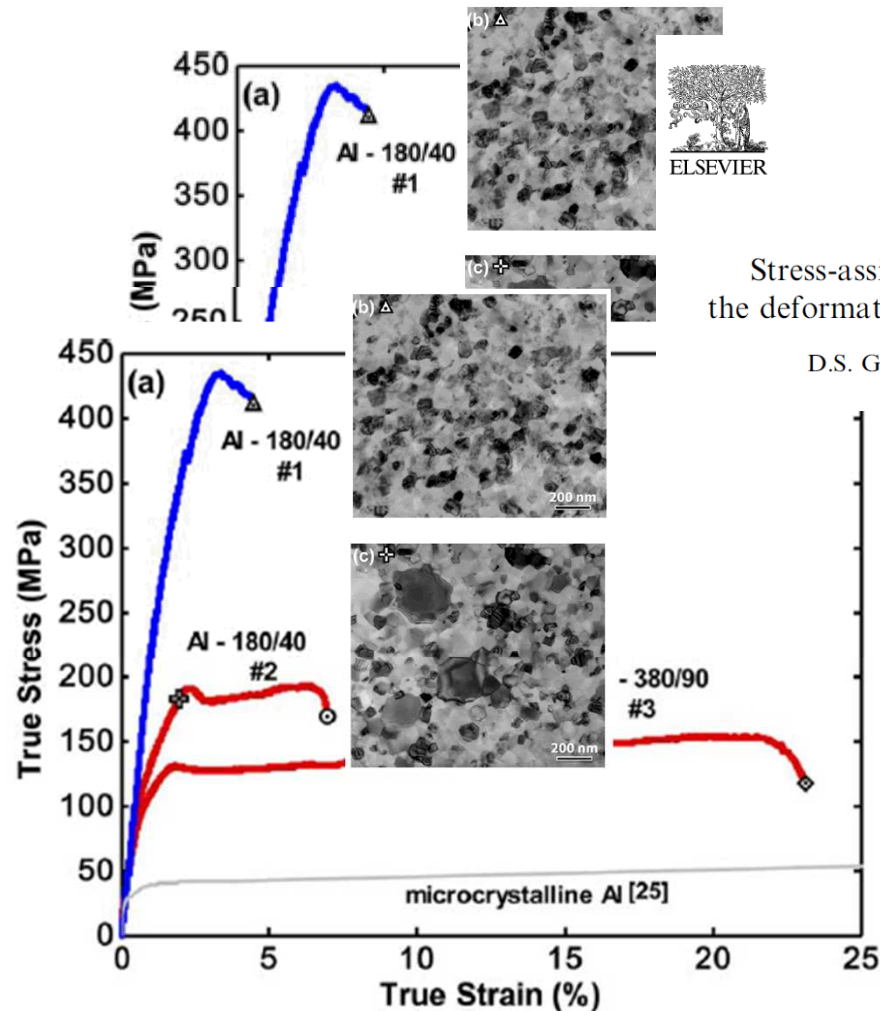 (b)
450
(a)
400
Al - 180/40
#1
350
300
250
(MPa)
(c)
ELSEVIER
Stress-assi
the deformat
D.S. G
450
(a)
400
350
300
250
200
150
100
50
0
True Stress (MPa)
Al - 180/40
#1
(b)
200 nm
(c)
200 nm
Al - 180/40
#2
- 380/90
#3
microcrystalline Al [25]
0 5 10 15 20 25
True Strain (%)